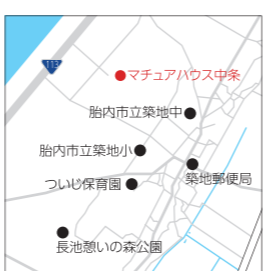 113
マチュアハウス中条
胎内市立築地中
胎内市立築地小
築地郵便局
ついじ保育園
長池憩いの森公園